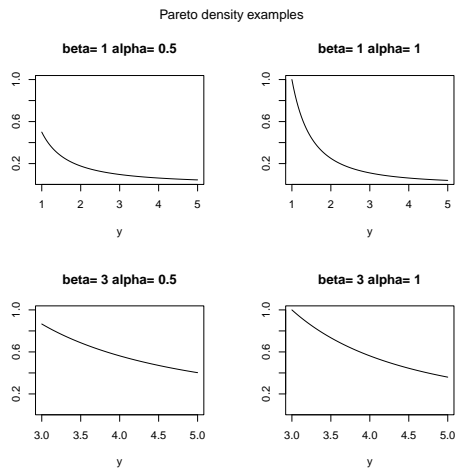 Pareto density examples
beta= 1 alpha= 0.5
beta= 1 alpha= 1
1.0
0.6
0.2
1 2 3 4 5
y
1.0
0.6
0.2
1 2 3 4 5
y
beta= 3 alpha= 0.5
beta= 3 alpha= 1
1.0
0.6
0.2
3.0 3.5 4.0 4.5 5.0
y
1.0
0.6
0.2
3.0 3.5 4.0 4.5 5.0
y